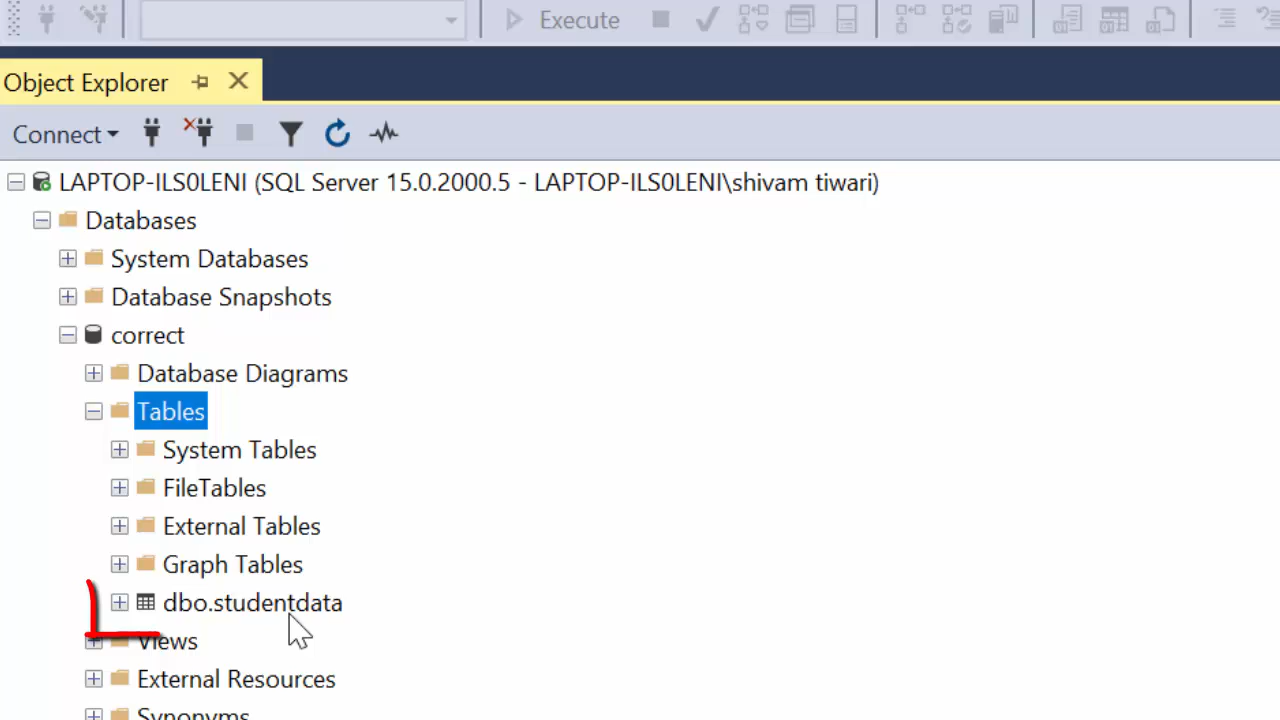 Execute
Object Explorer
Connect
LAPTOP-ILS0LENI (SQL Server 15.0.2000.5 - LAPTOP-ILS0LENI\shivam tiwari)
Databases
System Databases
Database Snapshots
correct
Database Diagrams
Tables
System Tables
FileTables
External Tables
Graph Tables
dbo.studentdata
Views
External Resources
Synonyms